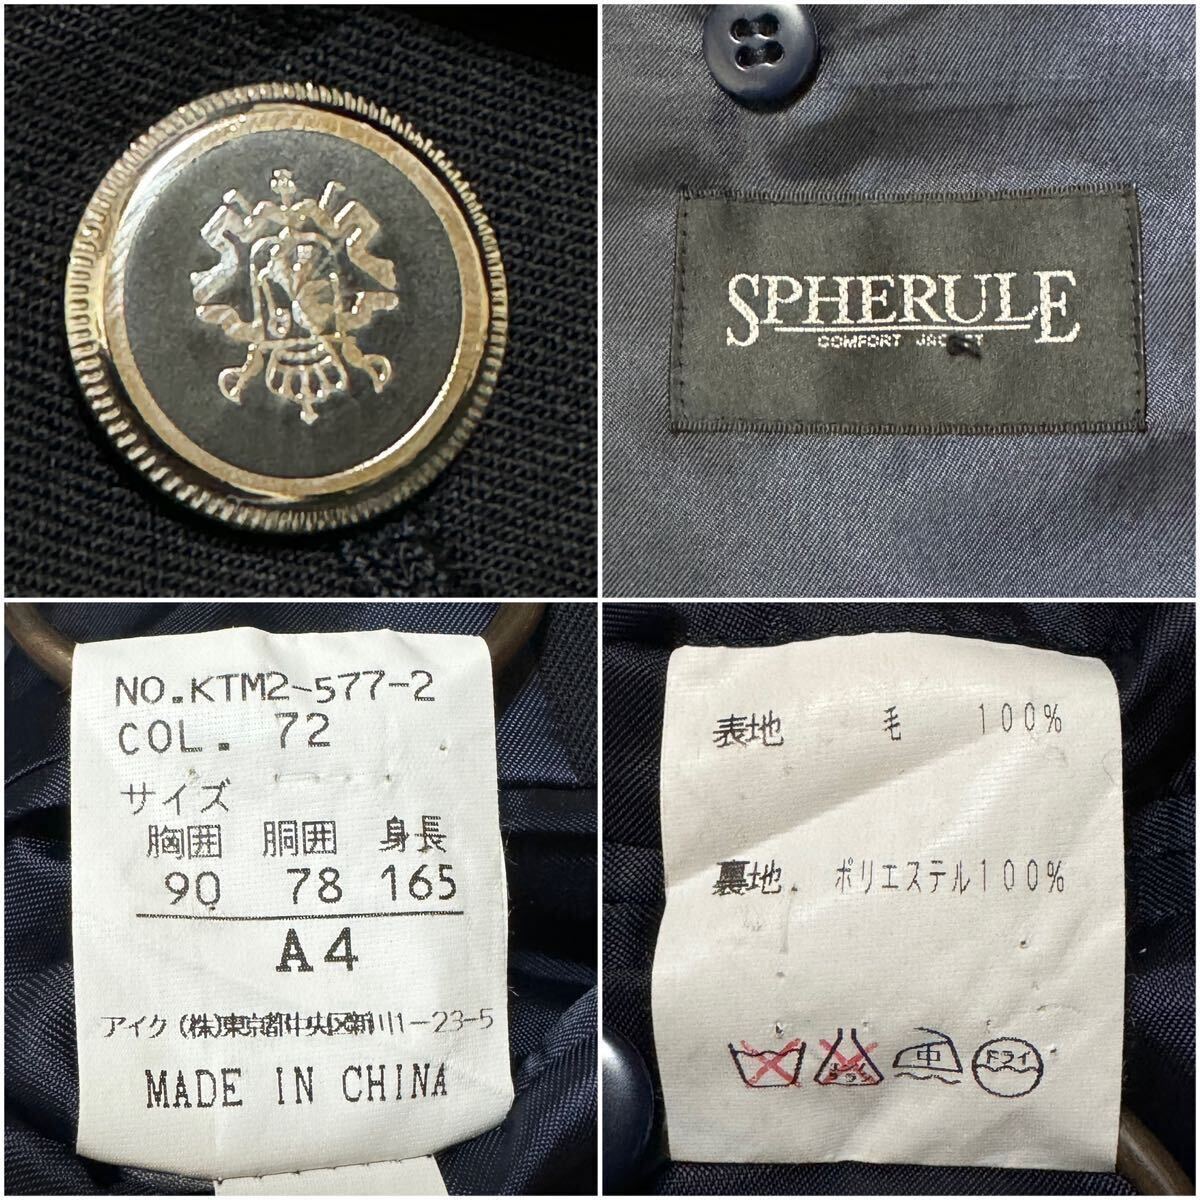 SPHERULE
COMFORT JACKET
NO.KTM2-577-2
COL. 72
サイズ
胸囲 胴囲 身長
90 78 165
A4
アイク(株)東京都中央区新川1-23-5
MADE IN CHINA
表地 毛 100%
裏地 ポリエステル100%
中 ドライ